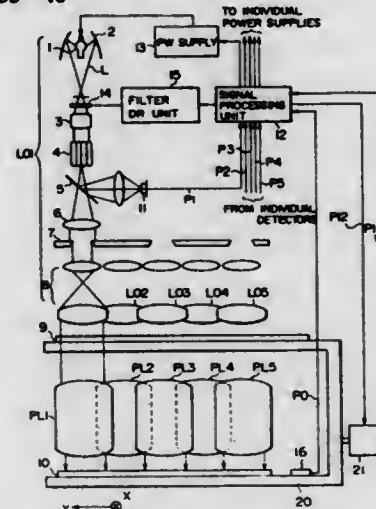 TO INDIVIDUAL
POWER SUPPLIES
2
1
13
PW SUPPLY
L
14
15
FILTER
DR UNIT
SIGNAL
PROCESSING
UNIT
12
3
LO1
4
P3
P4
P2
P5
5
11
P1
FROM INDIVIDUAL
DETECTORS
P12
6
7
8
LO2
LO3
LO4
LO5
9
PO
PL2
PL3
PL4
PL5
PL1
16
21
10
20
X